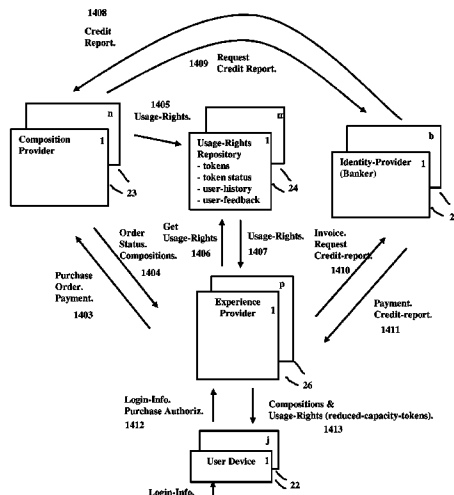 1408
Credit
Report.
1409
Request
Credit Report.
n
1405
Usage-Rights.
m
b
Composition
Provider
1
Usage-Rights
Repository
- tokens
- token status
- user-history
- user-feedback
1
Identity-Provider
(Banker)
1
23
24
2
Order
Status.
Compositions.
1404
Get
Usage-Rights
1406
Usage-Rights.
1407
Invoice.
Request
Credit-report.
1410
Purchase
Order.
Payment.
1403
p
Experience
Provider
1
Payment.
Credit-report.
1411
26
Login-Info.
Purchase Authoriz.
1412
Compositions &
Usage-Rights (reduced-capacity-tokens).
1413
j
User Device
1
22
Login-Info.